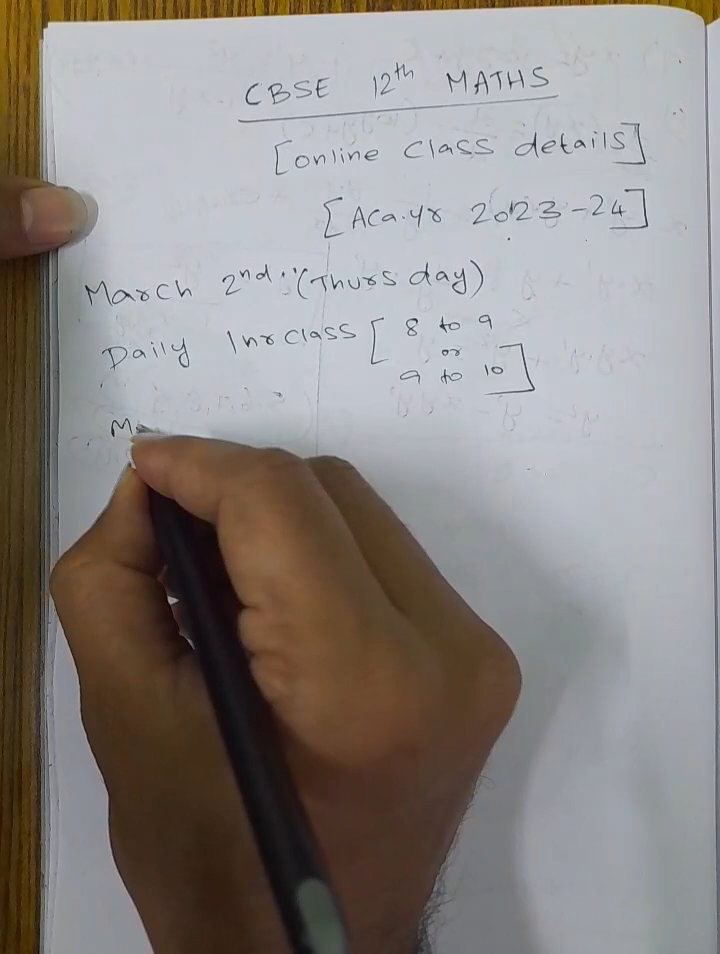 CBSE 12th MATHS
[online Class details]
[Aca.yr 2023-24]
March 2nd. (Thursday)
Daily 1hr class [8 to 9
or
9 to 10]
M